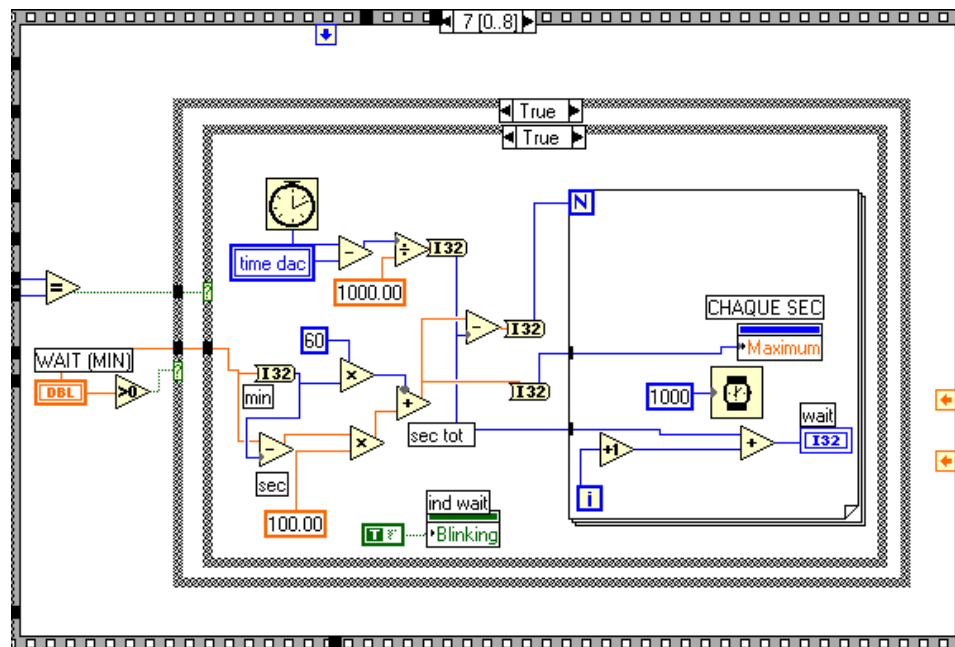 7 [0..8]
True
True
time dac
÷
I32
1000.00
=
-
N
CHAQUE SEC
Maximum
60
-
I32
WAIT (MIN)
DBL
>0
I32
min
x
+
I32
1000
wait
I32
sec tot
+1
+
-
sec
x
i
100.00
ind wait
T F
Blinking
?
?